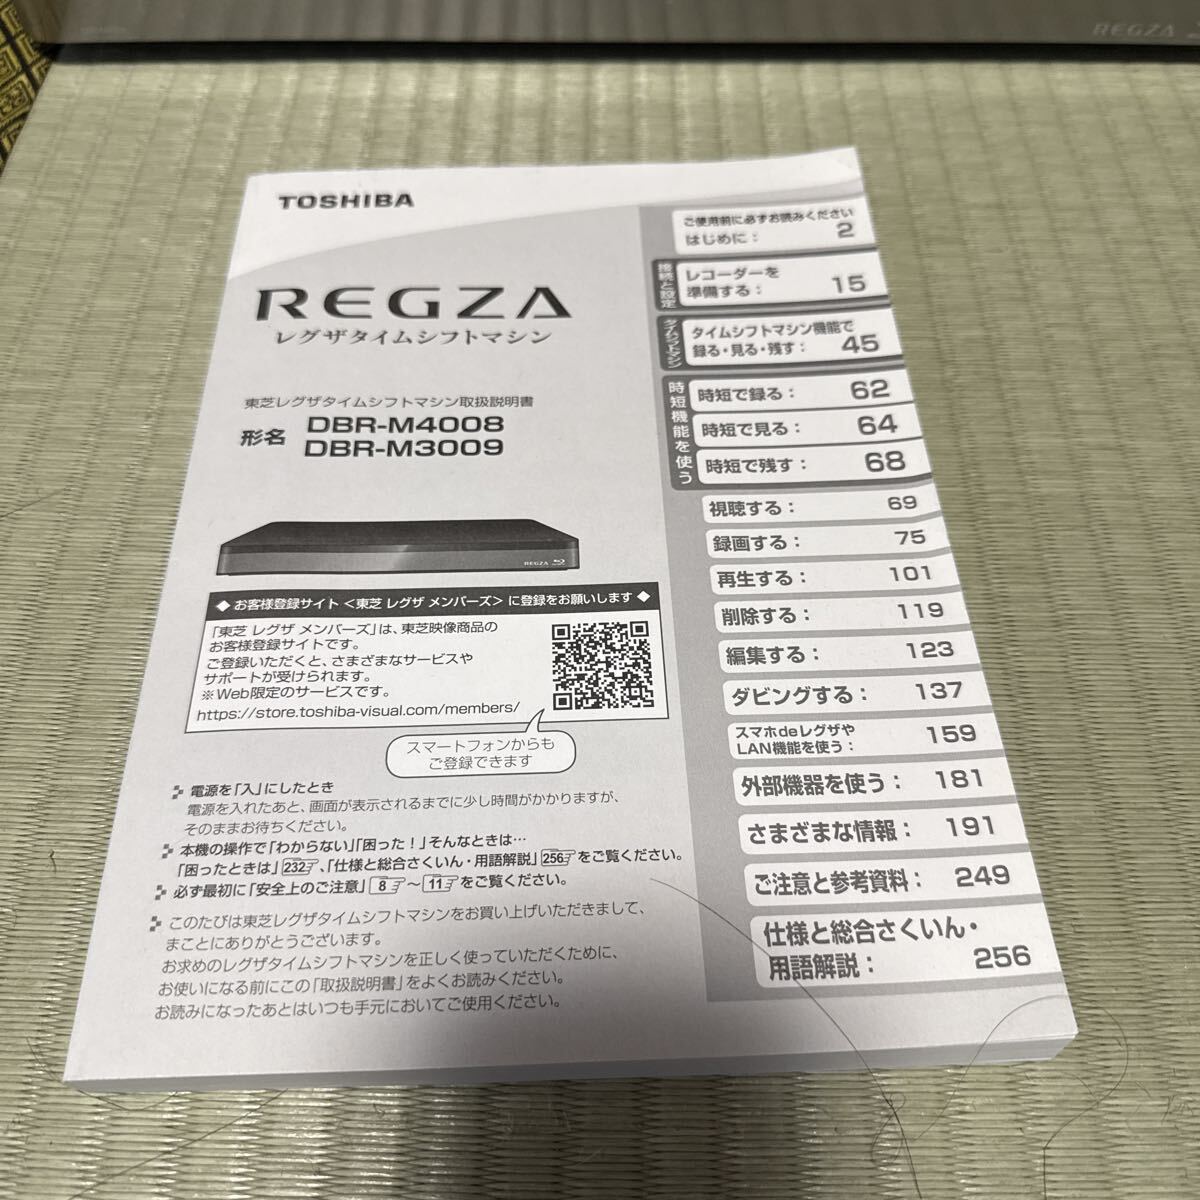 REGZA
TOSHIBA
REGZA
レグザタイムシフトマシン
東芝レグザタイムシフトマシン取扱説明書
形名 DBR-M4008
DBR-M3009
REGZA
◆ お客様登録サイト <東芝 レグザ メンバーズ> に登録をお願いします ◆
「東芝 レグザ メンバーズ」は、東芝映像商品の
お客様登録サイトです。
ご登録いただくと、さまざまなサービスや
サポートが受けられます。
※Web限定のサービスです。
https://store.toshiba-visual.com/members/
スマートフォンからも
ご登録できます
電源を「入」にしたとき
電源を入れたあと、画面が表示されるまでに少し時間がかかりますが、
そのままお待ちください。
本機の操作で「わからない」「困った!」そんなときは…
「困ったときは」232、「仕様と総合さくいん・用語解説」256 をご覧ください。
必ず最初に「安全上のご注意」8 ～ 11 をご覧ください。
このたびは東芝レグザタイムシフトマシンをお買い上げいただきまして、
まことにありがとうございます。
お求めのレグザタイムシフトマシンを正しく使っていただくために、
お使いになる前にこの「取扱説明書」をよくお読みください。
お読みになったあとはいつも手元においてご使用ください。
ご使用前に必ずお読みください
はじめに: 2
接続と設定
レコーダーを
準備する: 15
タイムシフトマシン
タイムシフトマシン機能で
録る・見る・残す: 45
時短機能を使う
時短で録る: 62
時短で見る: 64
時短で残す: 68
視聴する: 69
録画する: 75
再生する: 101
削除する: 119
編集する: 123
ダビングする: 137
スマホdeレグザや
LAN機能を使う: 159
外部機器を使う: 181
さまざまな情報: 191
ご注意と参考資料: 249
仕様と総合さくいん・
用語解説: 256